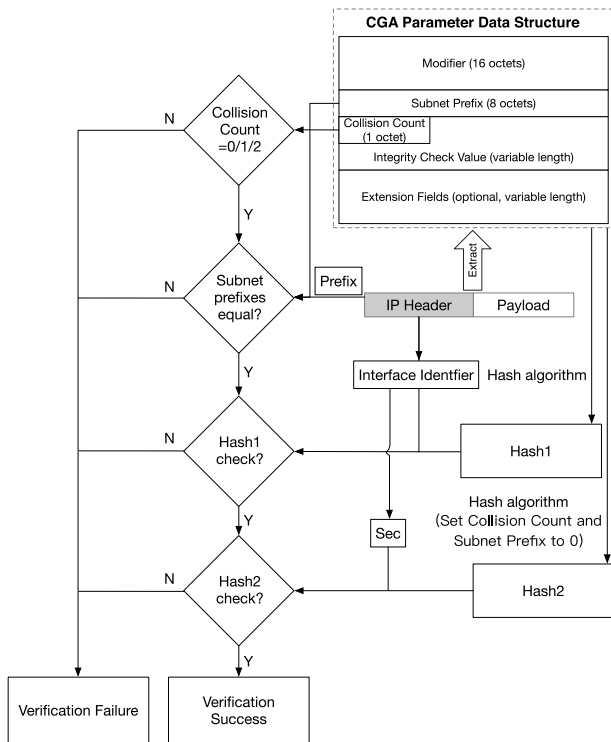 CGA Parameter Data Structure
Modifier (16 octets)
Subnet Prefix (8 octets)
Collision Count
(1 octet)
Integrity Check Value (variable length)
Extension Fields (optional, variable length)
N
Collision
Count
=0/1/2
Y
Extract
N
Subnet
prefixes
equal?
Prefix
IP Header
Payload
Y
Interface Identfier
Hash algorithm
N
Hash1
check?
Hash1
Y
Hash algorithm
(Set Collision Count and
Subnet Prefix to 0)
Sec
N
Hash2
check?
Hash2
Y
Verification Failure
Verification
Success